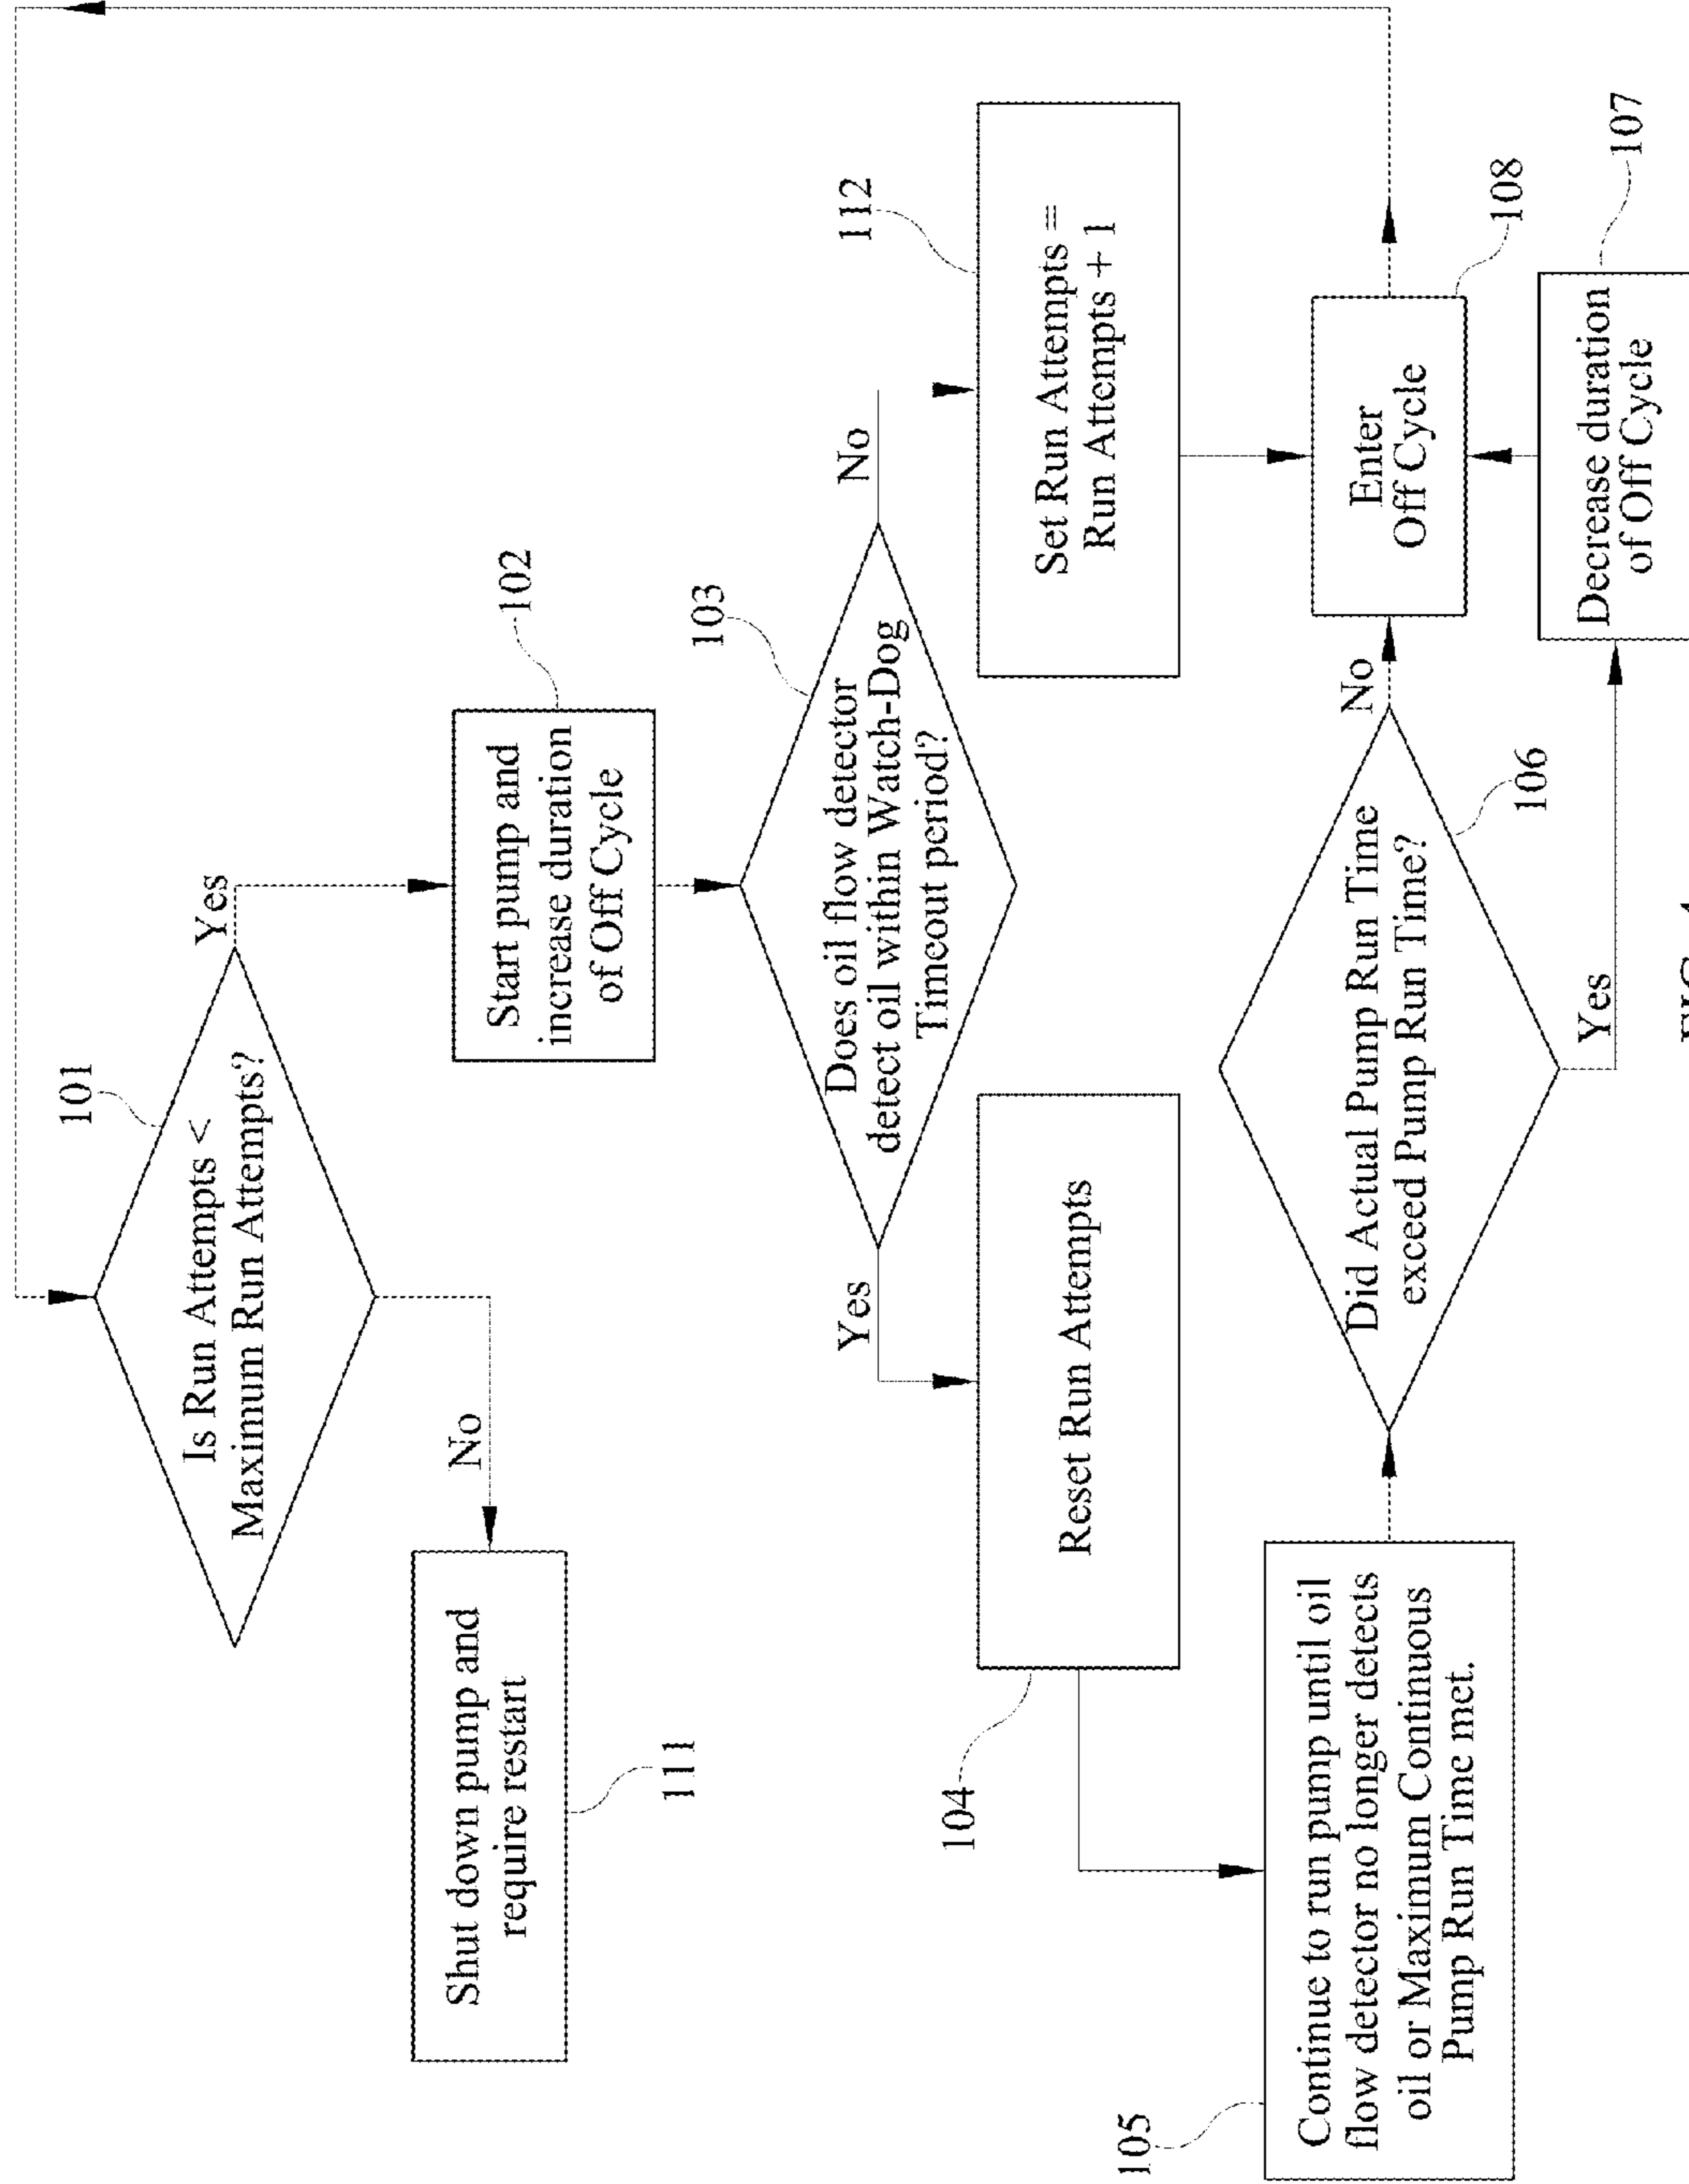 101
Is Run Attempts <
Maximum Run Attempts?
Yes
No
Shut down pump and
require restart
111
Start pump and
increase duration
of Off Cycle
102
103
Does oil flow detector
detect oil within Watch-Dog
Timeout period?
Yes
No
Reset Run Attempts
104
112
Set Run Attempts =
Run Attempts + 1
105
Continue to run pump until oil
flow detector no longer detects
oil or Maximum Continuous
Pump Run Time met.
Did Actual Pump Run Time
exceed Pump Run Time?
106
No
Yes
Enter
Off Cycle
108
Decrease duration
of Off Cycle
107